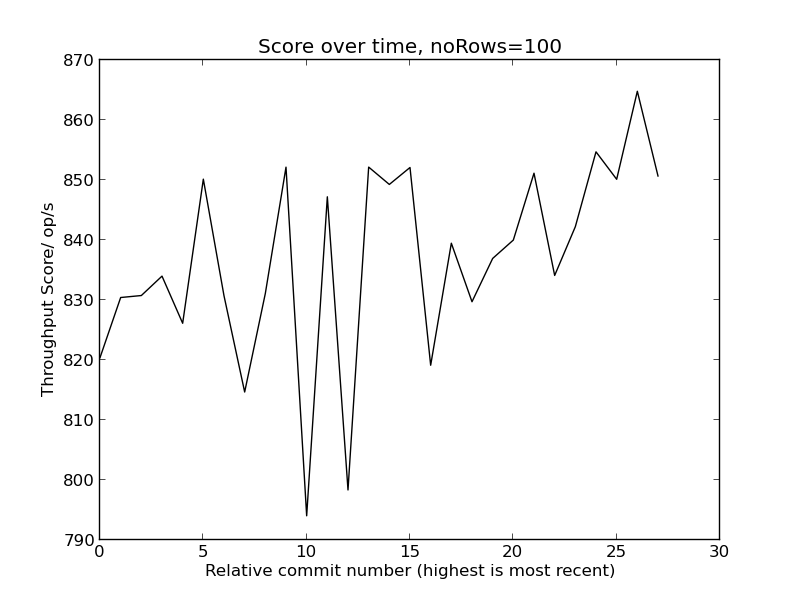 Score over time, noRows=100
870
860
850
840
830
820
810
800
790
Throughput Score/ op/s
0 5 10 15 20 25 30
Relative commit number (highest is most recent)